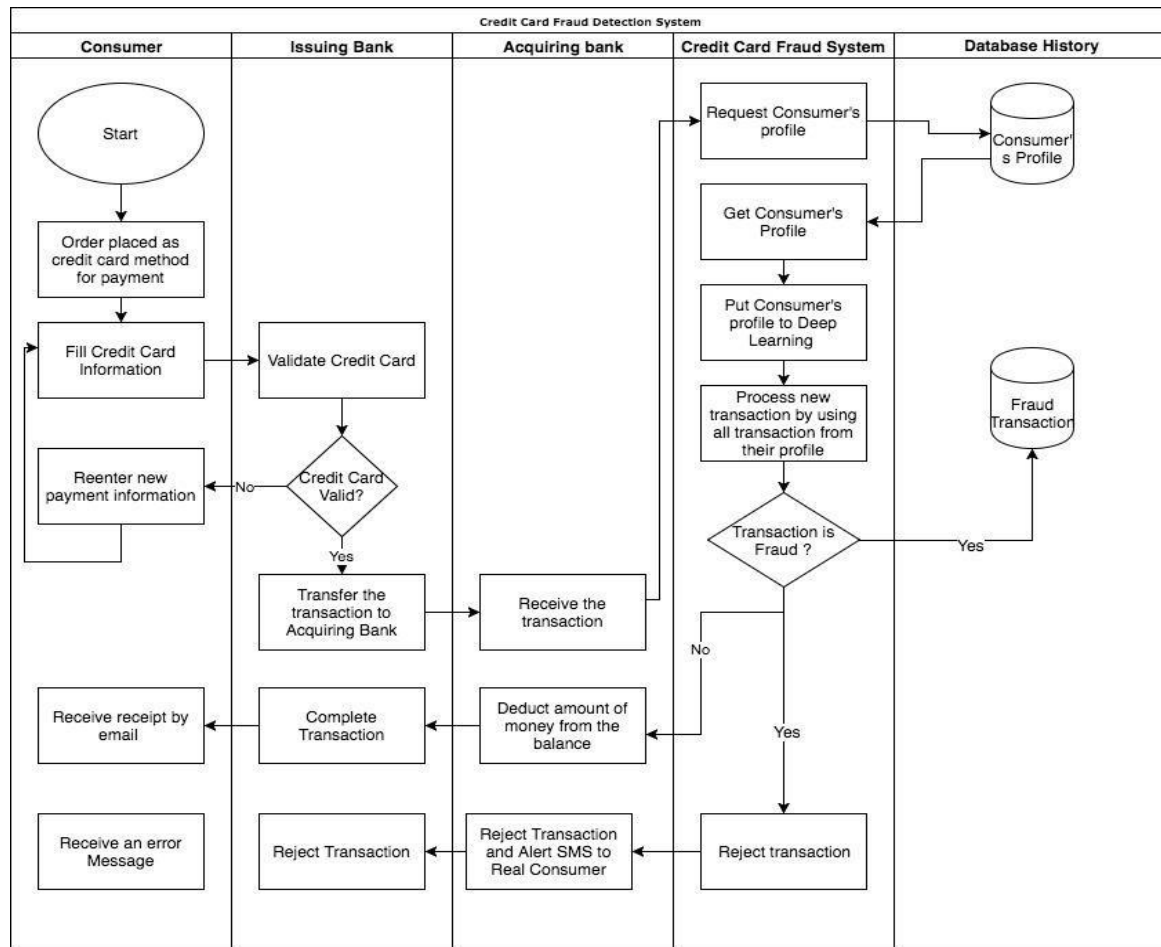 Credit Card Fraud Detection System
Consumer
Issuing Bank
Acquiring bank
Credit Card Fraud System
Database History
Start
Order placed as
credit card method
for payment
Fill Credit Card
Information
Reenter new
payment information
Receive receipt by
email
Receive an error
Message
Validate Credit Card
Credit Card
Valid?
No
Yes
Transfer the
transaction to
Acquiring Bank
Complete
Transaction
Reject Transaction
Receive the
transaction
Deduct amount of
money from the
balance
Reject Transaction
and Alert SMS to
Real Consumer
Request Consumer's
profile
Get Consumer's
Profile
Put Consumer's
profile to Deep
Learning
Process new
transaction by using
all transaction from
their profile
Transaction is
Fraud ?
No
Yes
Reject transaction
Consumer'
s Profile
Fraud
Transaction
Yes